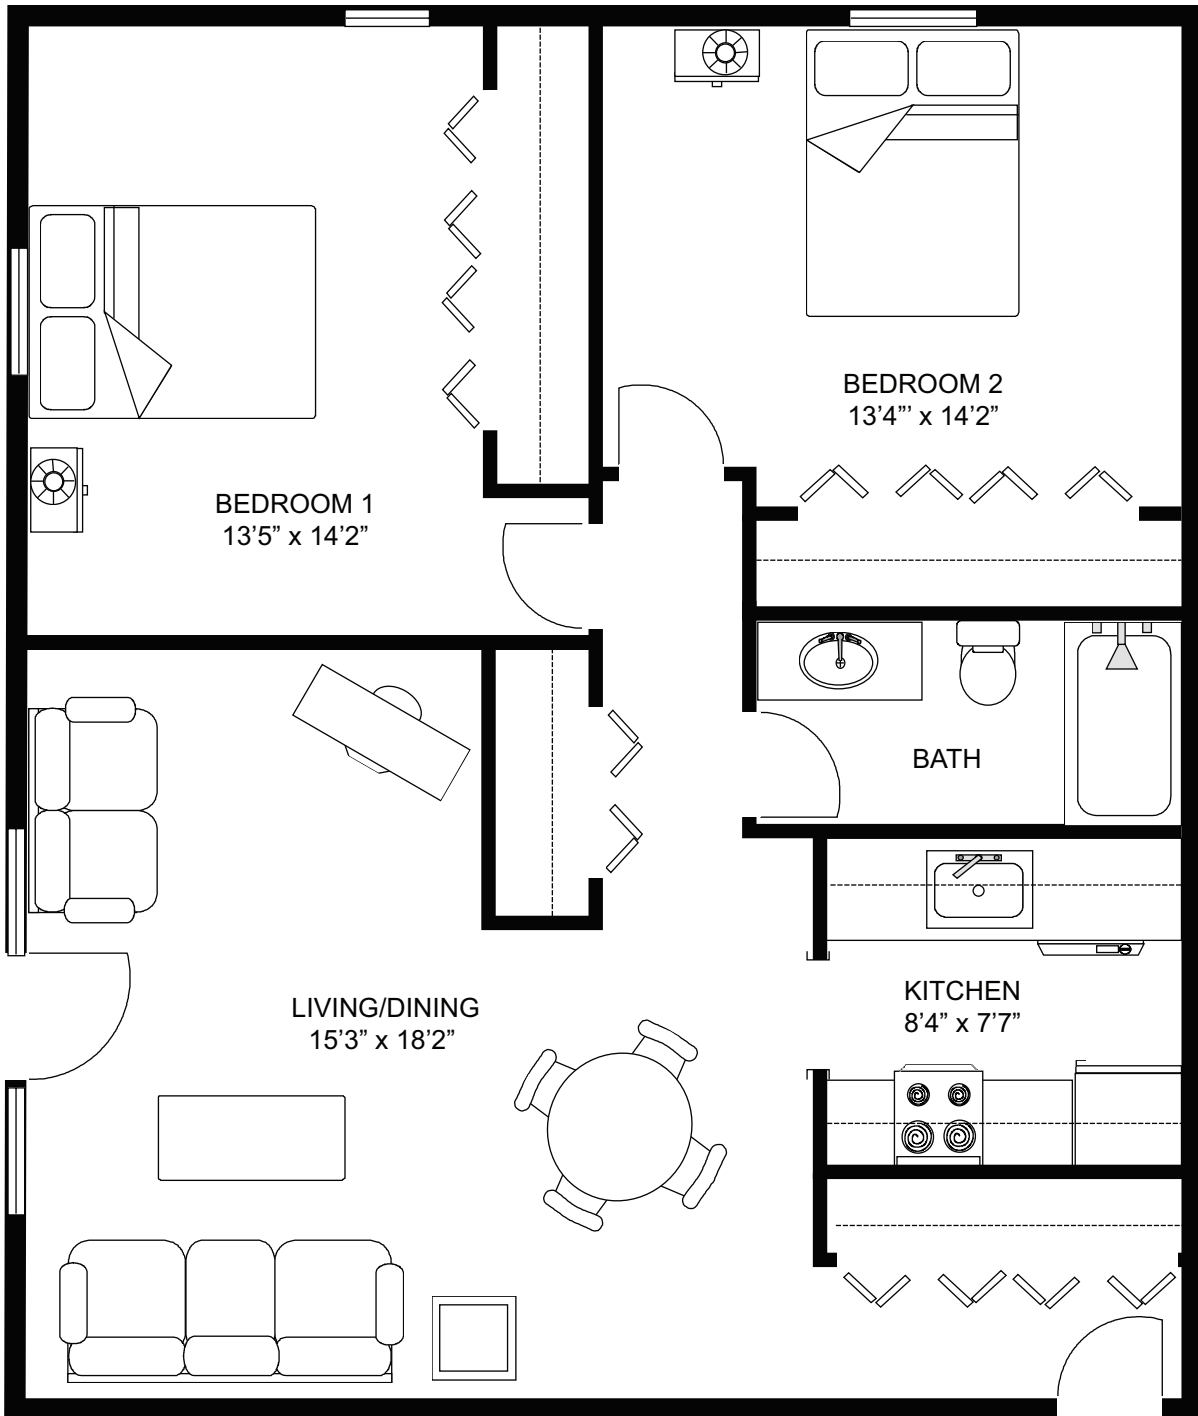 BEDROOM 2
13’4”’ x 14’2”
BEDROOM 1
13’5” x 14’2”
BATH
KITCHEN
8’4” x 7’7”
LIVING/DINING
15’3” x 18’2”